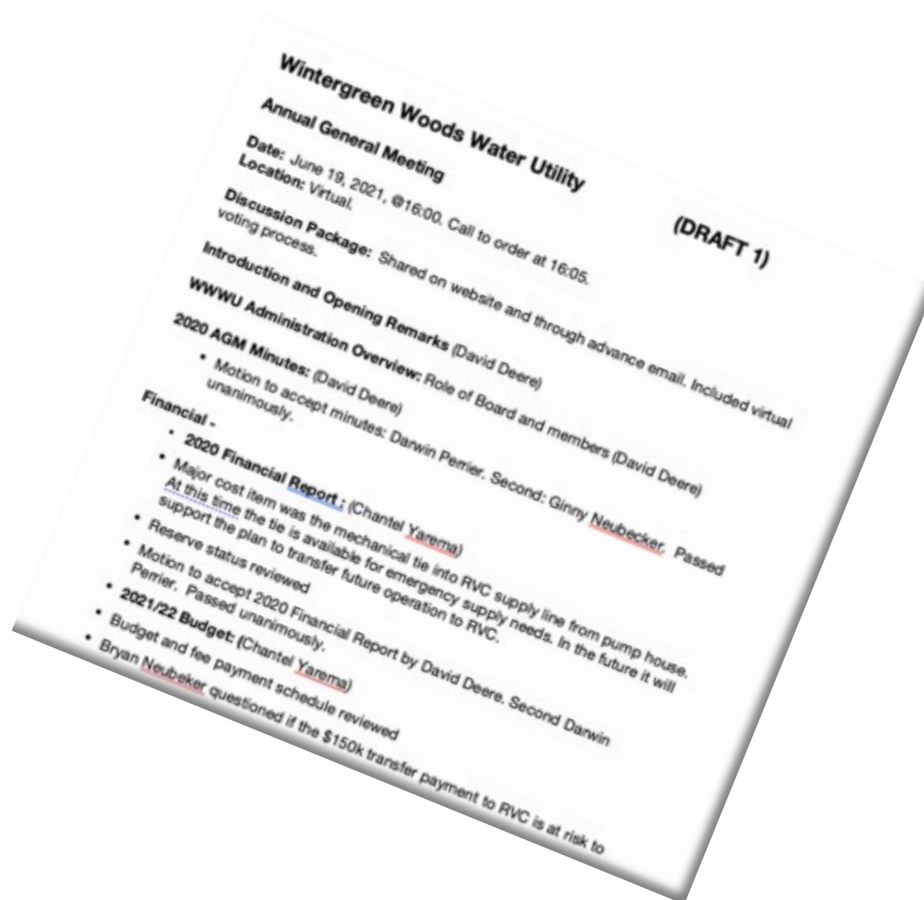 Wintergreen Woods Water Utility
(DRAFT 1)
Annual General Meeting
Date: June 19, 2021, @16:00. Call to order at 16:05.
Location: Virtual.
Discussion Package: Shared on website and through advance email. Included virtual
voting process.
Introduction and Opening Remarks (David Deere)
WWWU Administration Overview: Role of Board and members (David Deere)
2020 AGM Minutes: (David Deere)
• Motion to accept minutes: Darwin Perrier. Second: Ginny Neubecker. Passed
unanimously.
Financial -
• 2020 Financial Report : (Chantel Yarema)
• Major cost item was the mechanical tie into RVC supply line from pump house.
At this time the tie is available for emergency supply needs. In the future it will
support the plan to transfer future operation to RVC.
• Reserve status reviewed
• Motion to accept 2020 Financial Report by David Deere. Second Darwin
Perrier. Passed unanimously.
• 2021/22 Budget: (Chantel Yarema)
• Budget and fee payment schedule reviewed
• Bryan Neubeker questioned if the $150k transfer payment to RVC is at risk to